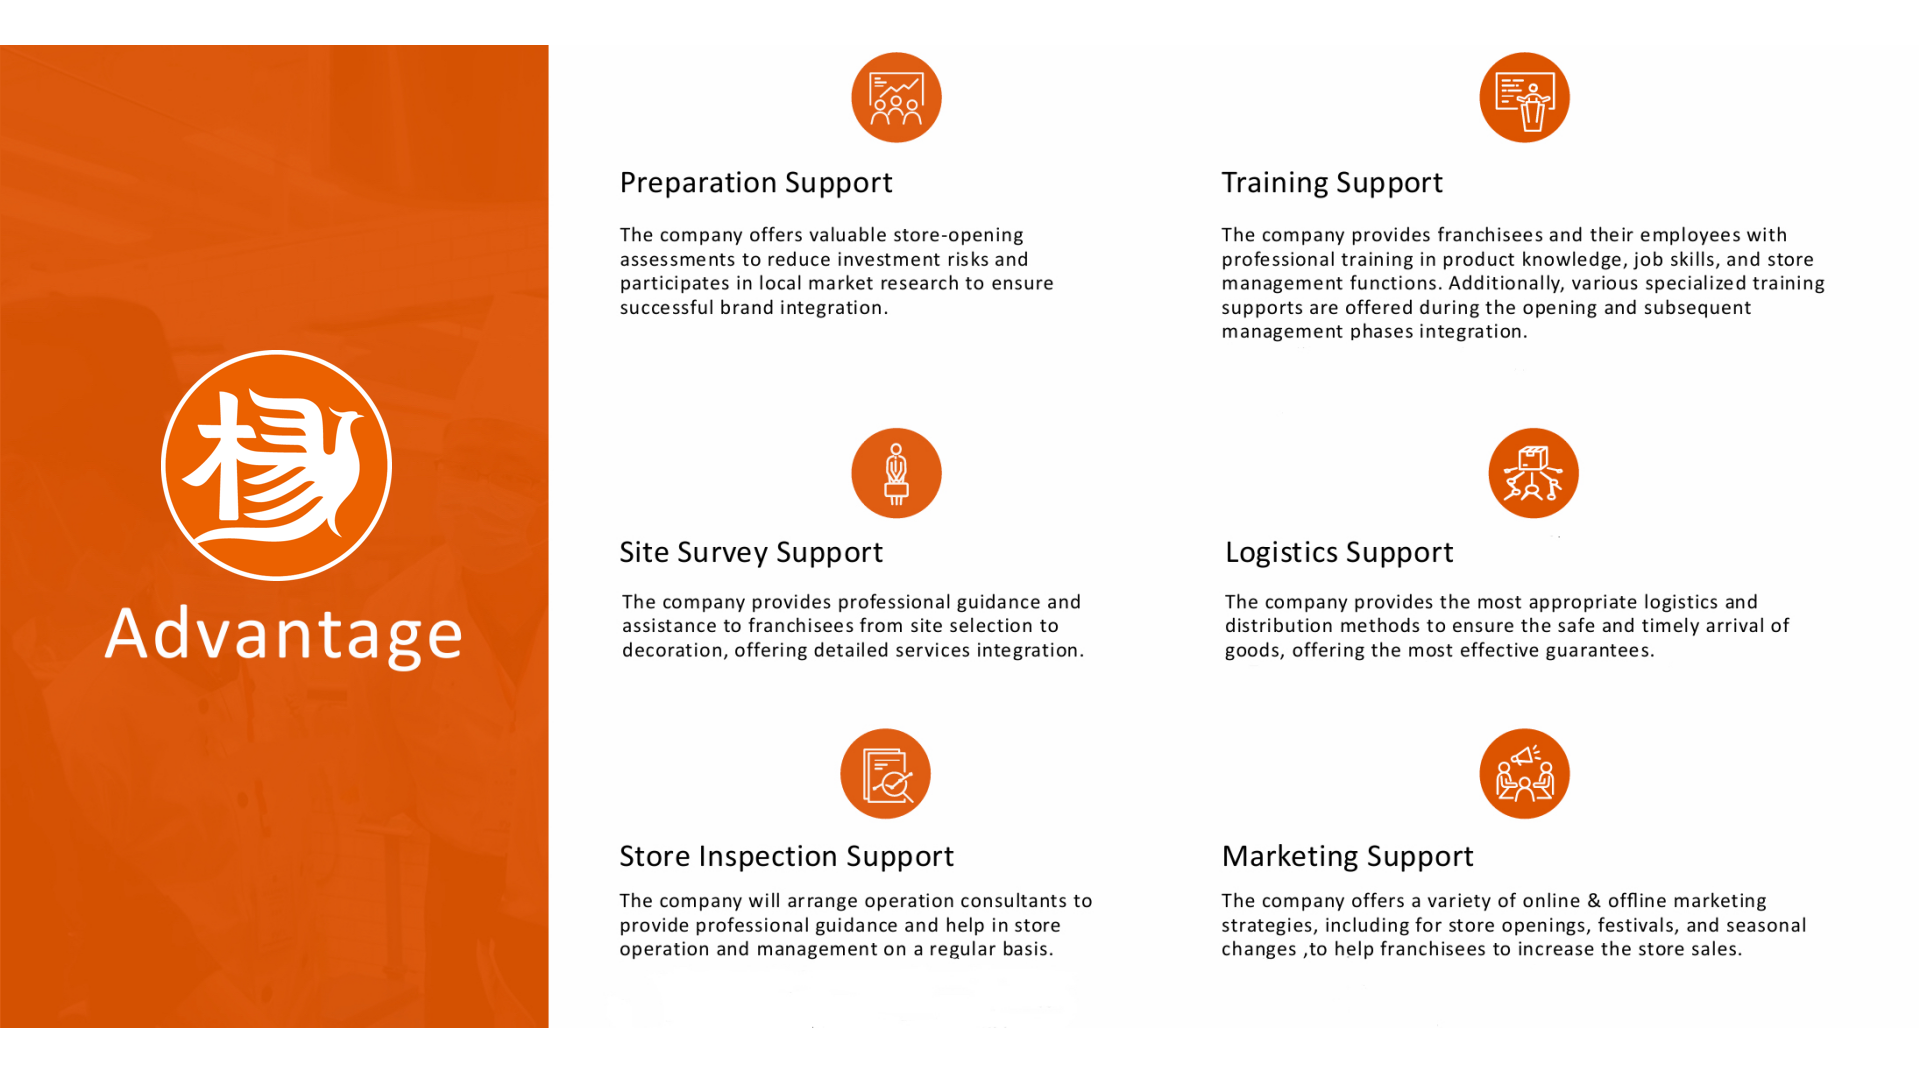 楊
Advantage
Preparation Support
The company offers valuable store-opening
assessments to reduce investment risks and
participates in local market research to ensure
successful brand integration.
Training Support
The company provides franchisees and their employees with
professional training in product knowledge, job skills, and store
management functions. Additionally, various specialized training
supports are offered during the opening and subsequent
management phases integration.
Site Survey Support
The company provides professional guidance and
assistance to franchisees from site selection to
decoration, offering detailed services integration.
Logistics Support
The company provides the most appropriate logistics and
distribution methods to ensure the safe and timely arrival of
goods, offering the most effective guarantees.
Store Inspection Support
The company will arrange operation consultants to
provide professional guidance and help in store
operation and management on a regular basis.
Marketing Support
The company offers a variety of online & offline marketing
strategies, including for store openings, festivals, and seasonal
changes ,to help franchisees to increase the store sales.